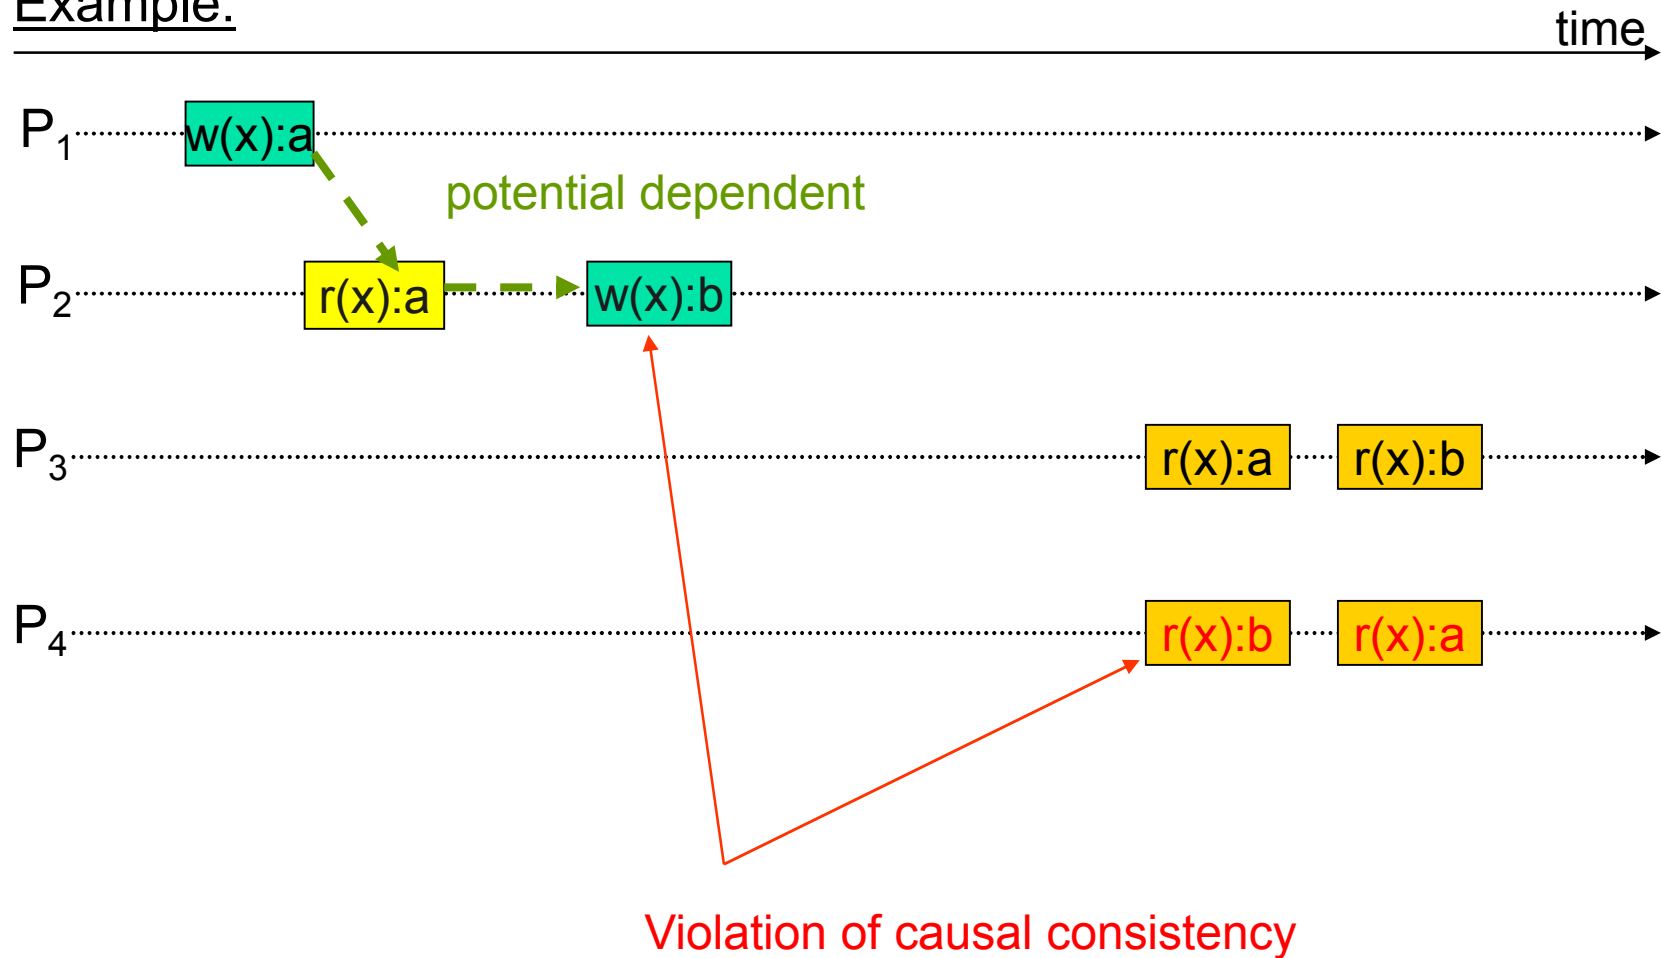 Example:
time
P1 w(x):a
potential dependent
P2 r(x):a w(x):b
P3 r(x):a r(x):b
P4 r(x):b r(x):a
Violation of causal consistency